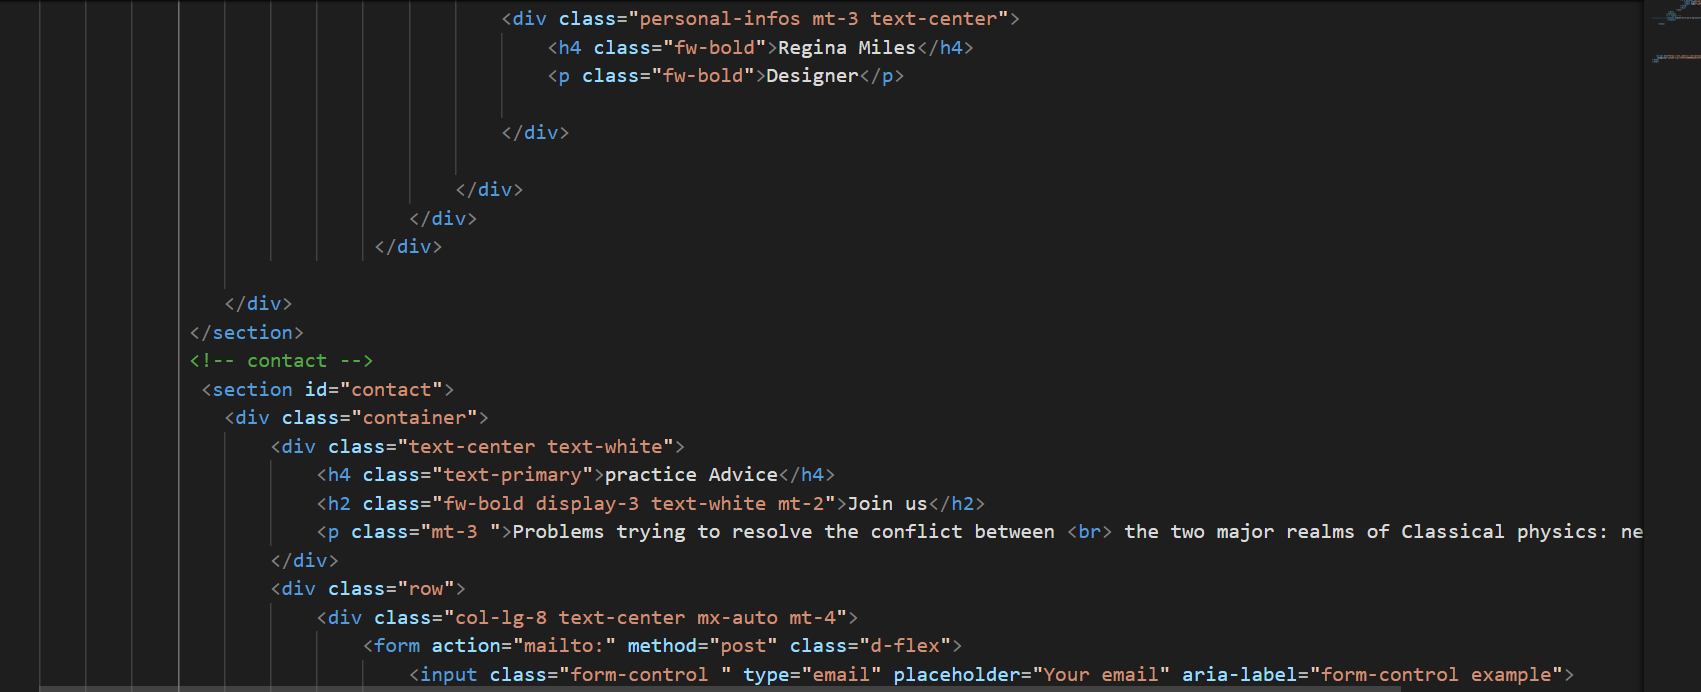 <div class="personal-infos mt-3 text-center">
<h4 class="fw-bold">Regina Miles</h4>
<p class="fw-bold">Designer</p>
</div>
</div>
</div>
</div>
</div>
</section>
<!-- contact -->
<section id="contact">
<div class="container">
<div class="text-center text-white">
<h4 class="text-primary">practice Advice</h4>
<h2 class="fw-bold display-3 text-white mt-2">Join us</h2>
<p class="mt-3 ">Problems trying to resolve the conflict between <br> the two major realms of Classical physics: ne
</div>
<div class="row">
<div class="col-lg-8 text-center mx-auto mt-4">
<form action="mailto:" method="post" class="d-flex">
<input class="form-control " type="email" placeholder="Your email" aria-label="form-control example">